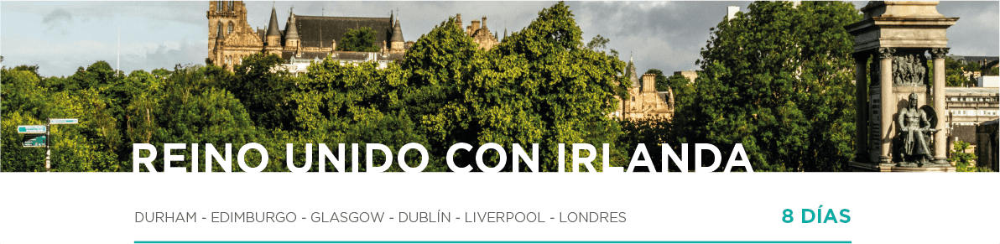 REINO UNIDO CON IRLANDA
DURHAM - EDIMBURGO - GLASGOW - DUBLÍN - LIVERPOOL - LONDRES
8 DÍAS